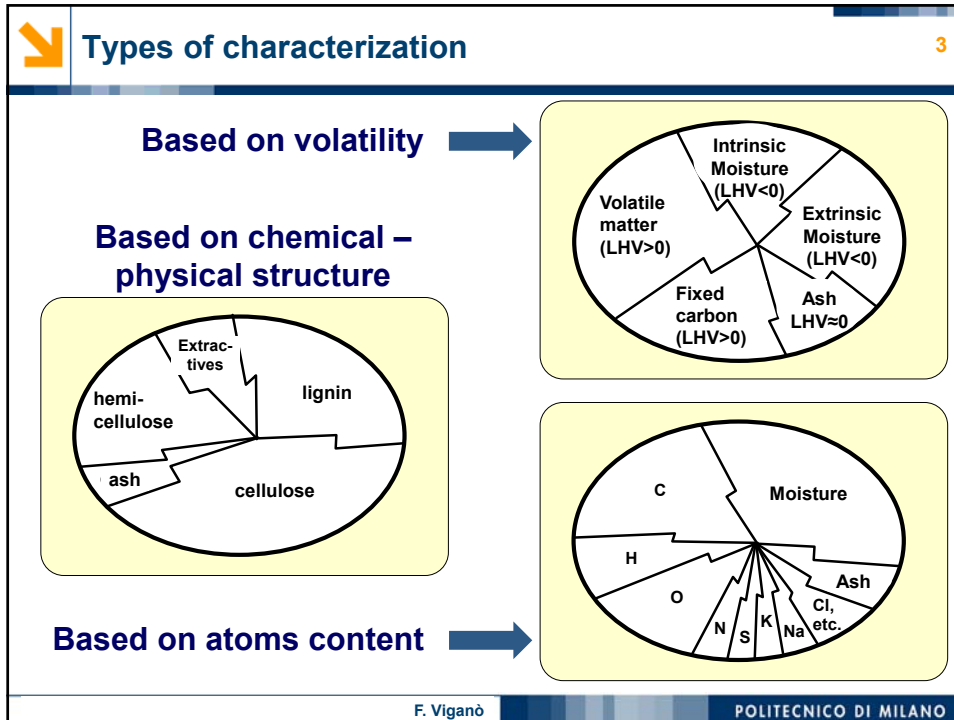 Types of characterization
3
Based on volatility
Intrinsic
Moisture
(LHV<0)
Volatile
matter
(LHV>0)
Extrinsic
Moisture
(LHV<0)
Fixed
carbon
(LHV>0)
Ash
LHV≈0
Based on chemical –
physical structure
Extrac-
tives
lignin
hemi-
cellulose
ash
cellulose
C
Moisture
H
O
N
S
K
Na
Cl,
etc.
Ash
Based on atoms content
F. Viganò
POLITECNICO DI MILANO